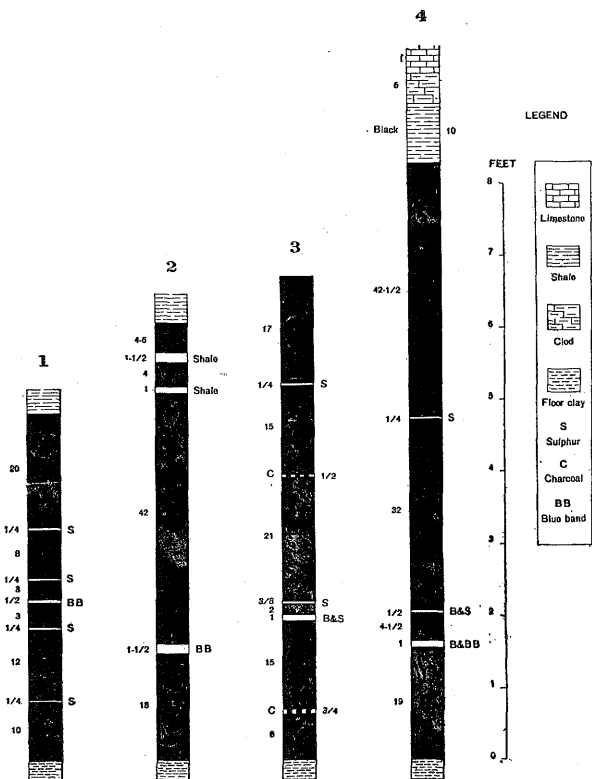 1
20
1/4 S
8
1/4 S
3
1/2 BB
3
1/4 S
12
1/4 S
10
2
4-6
1-1/2 Shale
4
1 Shale
42
1-1/2 BB
18
3
17
1/4 S
15
C 1/2
21
3/8 S
2
1 B&S
15
C 3/4
6
4
1
6
Black 10
42-1/2
1/4 S
32
1/2 B&S
4-1/2
1 B&BB
19
FEET
8
7
6
5
4
3
2
1
0
LEGEND
Limestone
Shale
Clod
Floor clay
S
Sulphur
C
Charcoal
BB
Blue band